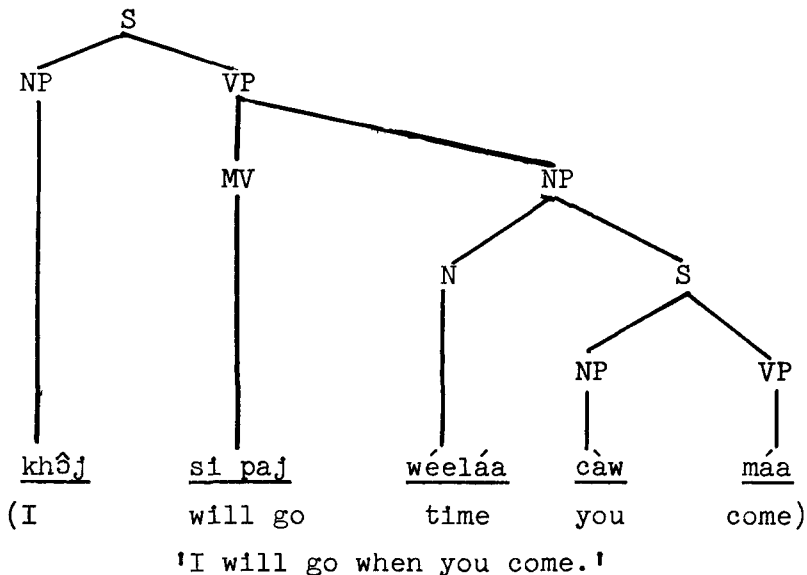 S
NP VP
MV NP
N S
NP VP
khɔ̂j si paj wéeláa càw máa
(I will go time you come)
'I will go when you come.'